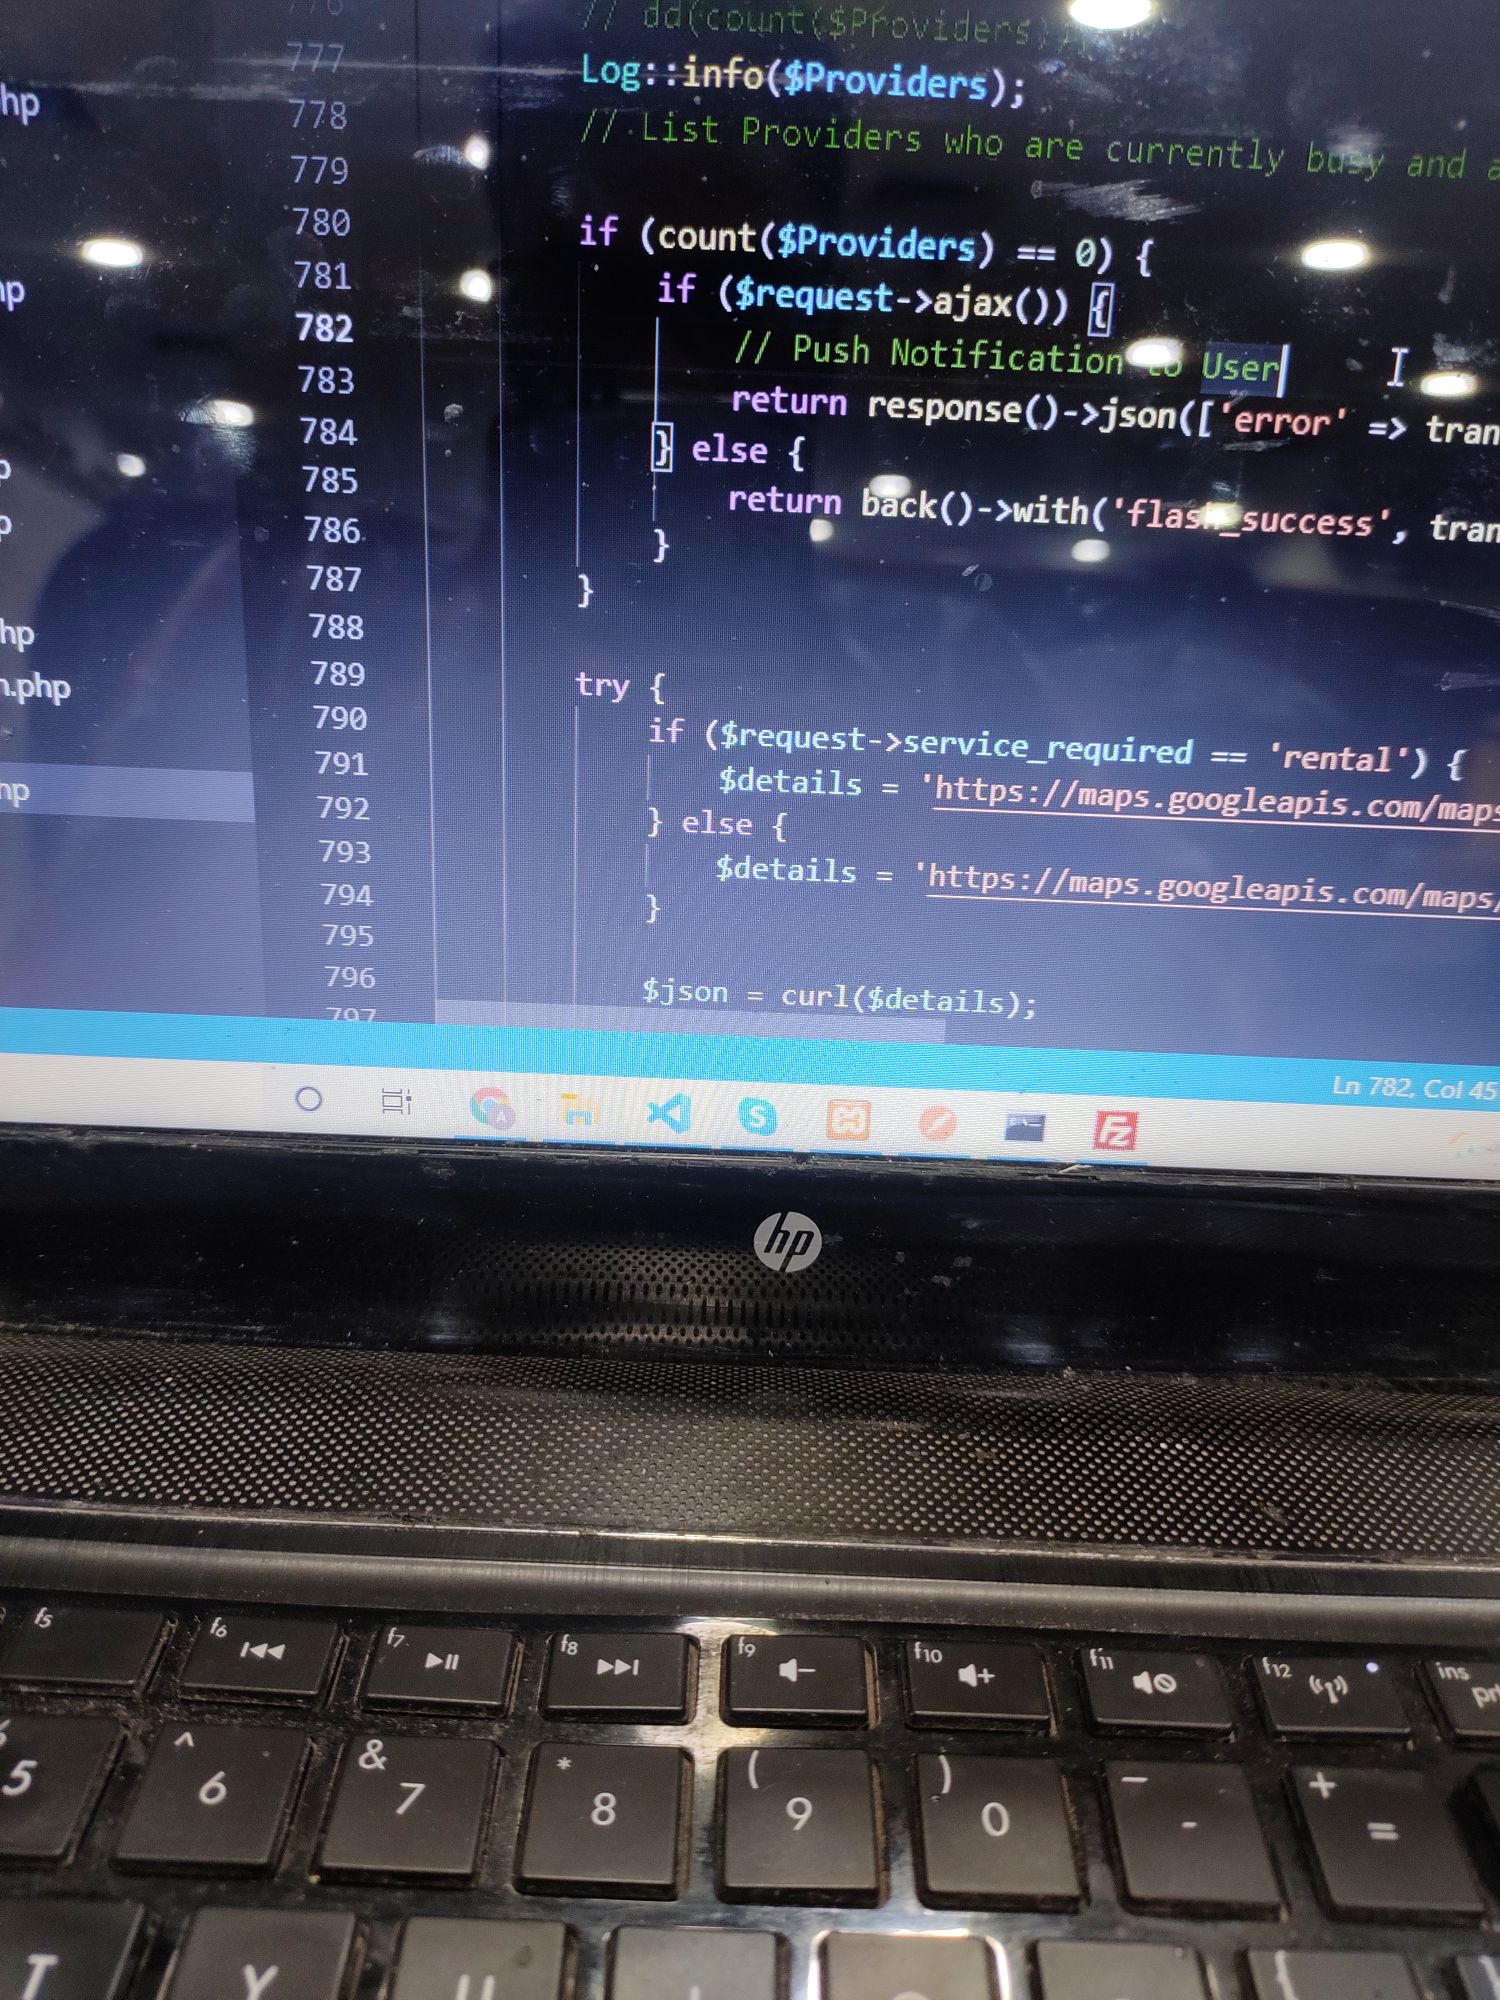 776
// dd(count($Providers));
777
Log::info($Providers);
778
// List Providers who are currently busy and a
779
780
if (count($Providers) == 0) {
781
if ($request->ajax()) {
782
// Push Notification to User
783
return response()->json(['error' => tran
784
} else {
785
return back()->with('flash_success', tran
786
}
787
}
788
789
try {
790
if ($request->service_required == 'rental') {
791
$details = 'https://maps.googleapis.com/maps
792
} else {
793
$details = 'https://maps.googleapis.com/maps/
794
}
795
796
$json = curl($details);
797
hp
np
p
p
hp
n.php
np
Ln 782, Col 45
hp
f5
f6
f7
f8
f9
f10
f11
f12
ins
prt
5
^ 6
& 7
* 8
( 9
) 0
_ -
+ =
T
Y
U
I
{